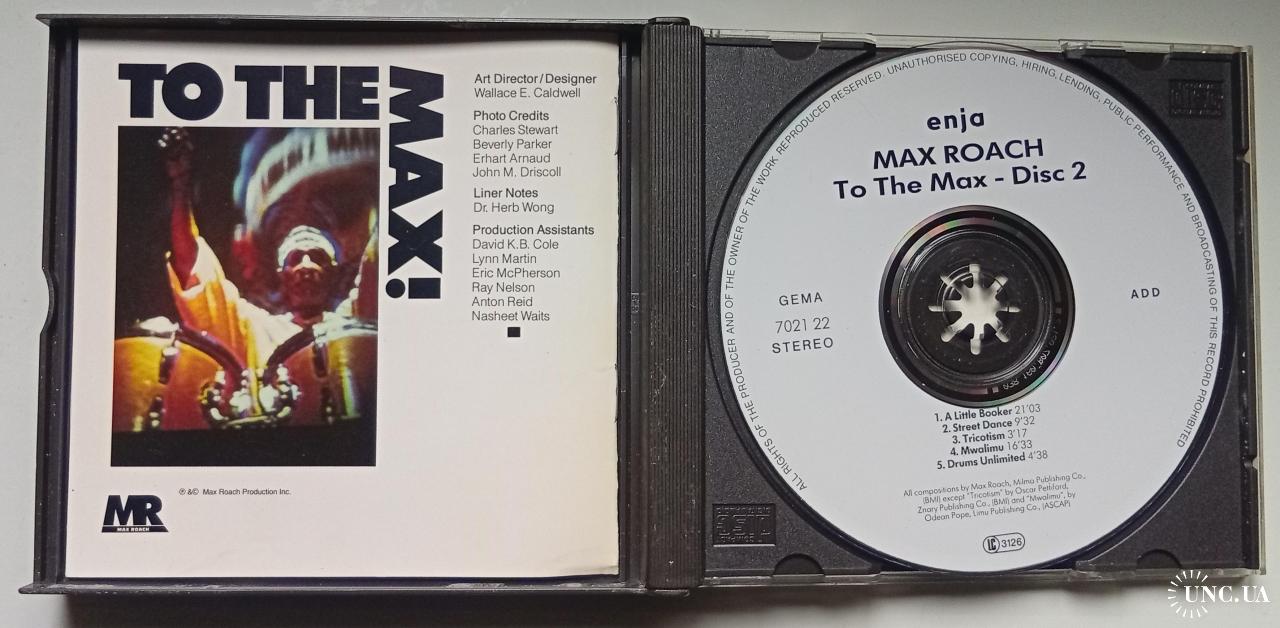 TO THE
MAX!
Art Director/Designer
Wallace E. Caldwell
Photo Credits
Charles Stewart
Beverly Parker
Erhart Arnaud
John M. Driscoll
Liner Notes
Dr. Herb Wong
Production Assistants
David K.B. Cole
Lynn Martin
Eric McPherson
Ray Nelson
Anton Reid
Nasheet Waits
℗ &© Max Roach Production Inc.
MR
MAX ROACH
ALL RIGHTS OF THE PRODUCER AND OF THE OWNER OF THE WORK REPRODUCED RESERVED. UNAUTHORISED COPYING, HIRING, LENDING, PUBLIC PERFORMANCE AND BROADCASTING OF THIS RECORD PROHIBITED
enja
MAX ROACH
To The Max - Disc 2
GEMA
7021 22
STEREO
ADD
1. A Little Booker 21'03
2. Street Dance 9'32
3. Tricotism 3'17
4. Mwalimu 16'33
5. Drums Unlimited 4'38
All compositions by Max Roach, Milma Publishing Co.,
(BMI) except "Tricotism" by Oscar Pettiford,
Znary Publishing Co., (BMI) and "Mwalimu", by
Odean Pope, Limu Publishing Co., (ASCAP)
LC 3126
UNC.UA